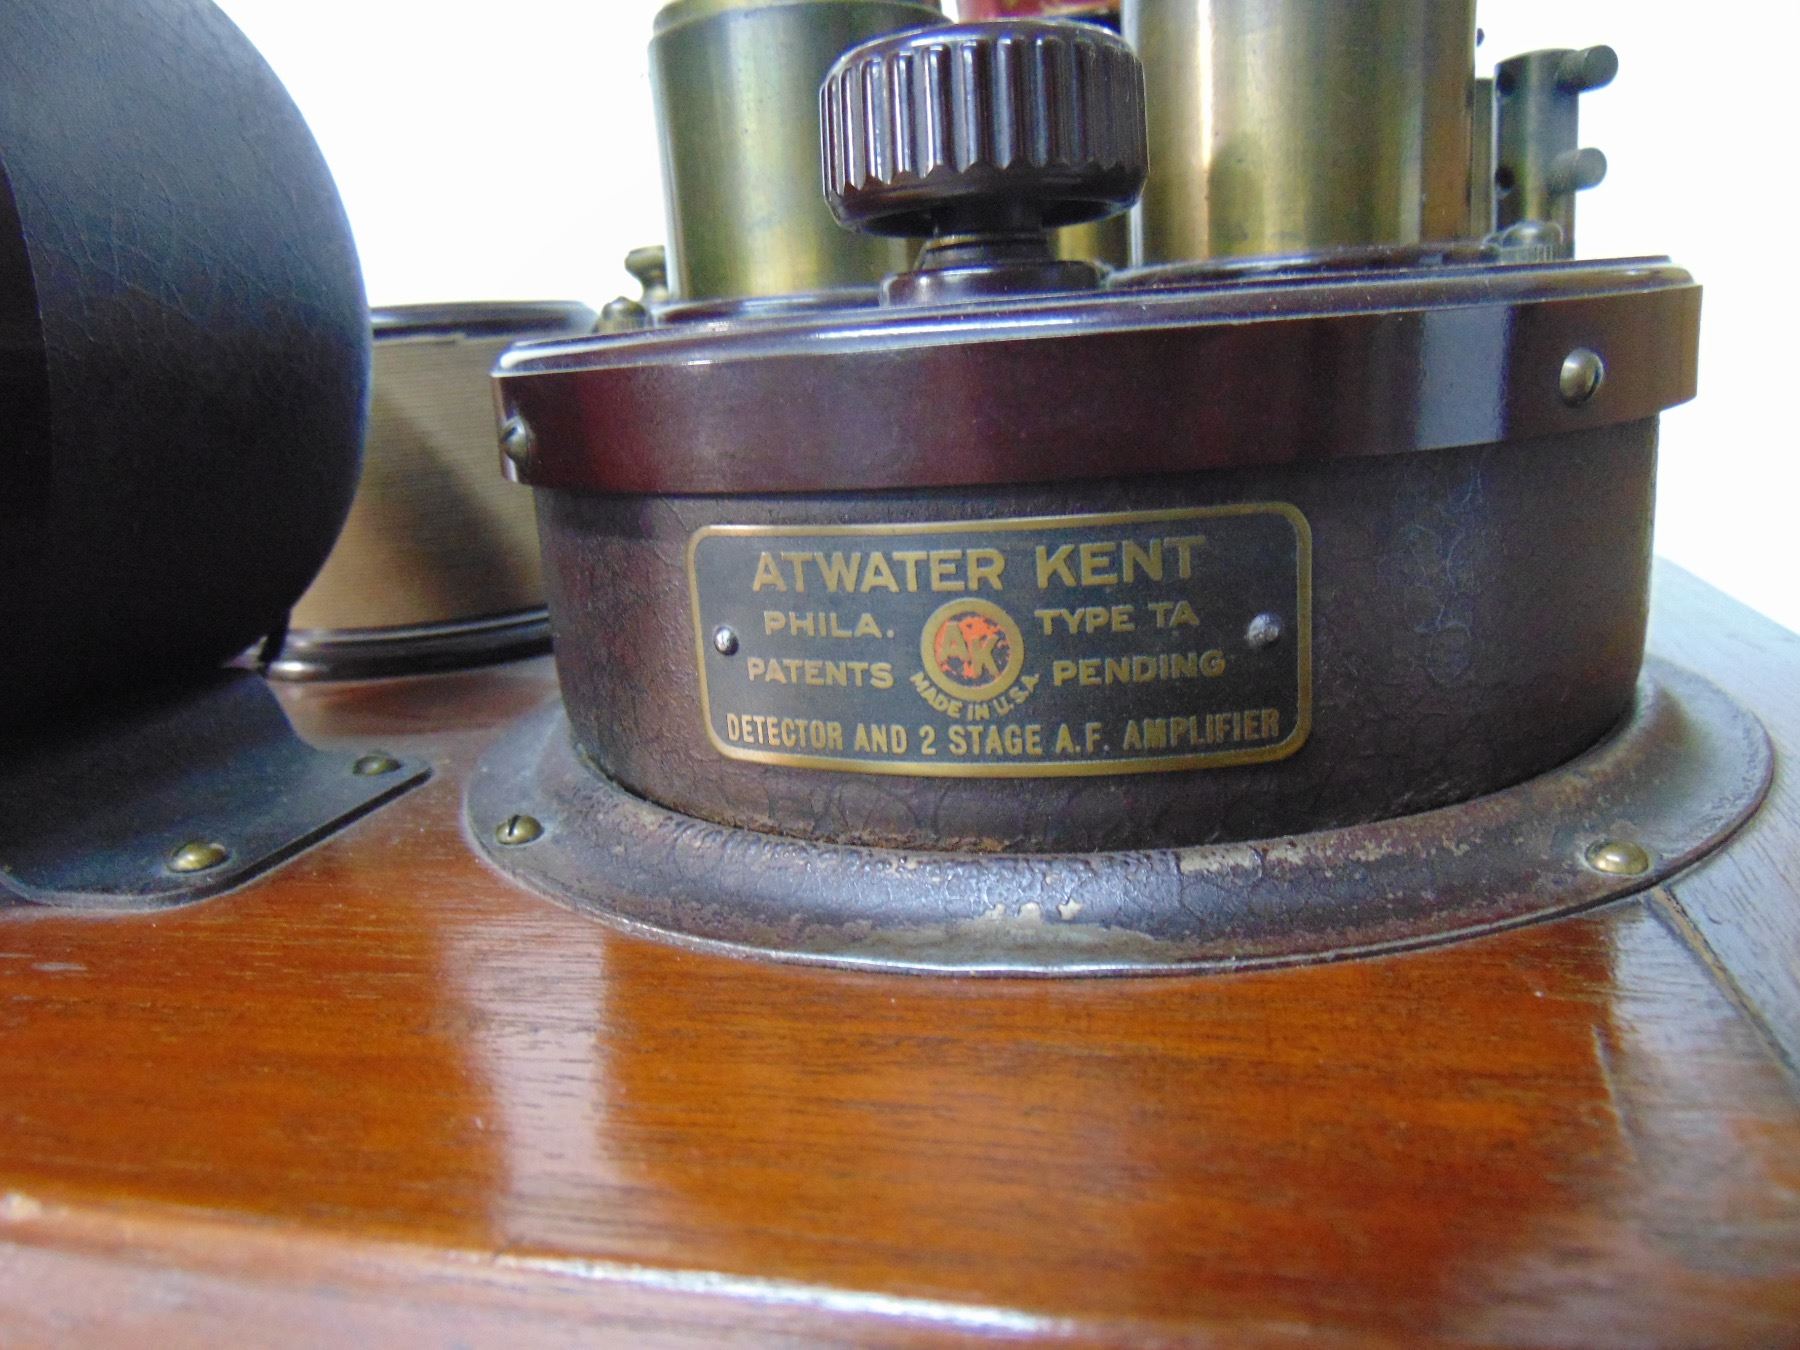 ATWATER KENT
PHILA. TYPE TA
AK
PATENTS PENDING
MADE IN U.S.A.
DETECTOR AND 2 STAGE A.F. AMPLIFIER